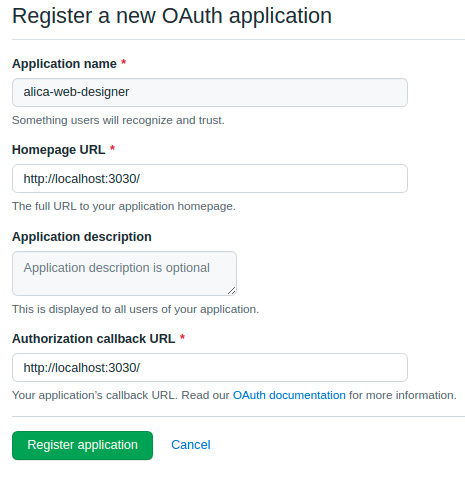 Register a new OAuth application
Application name *
alica-web-designer
Something users will recognize and trust.
Homepage URL *
http://localhost:3030/
The full URL to your application homepage.
Application description
Application description is optional
This is displayed to all users of your application.
Authorization callback URL *
http://localhost:3030/
Your application's callback URL. Read our OAuth documentation for more information.
Register application Cancel